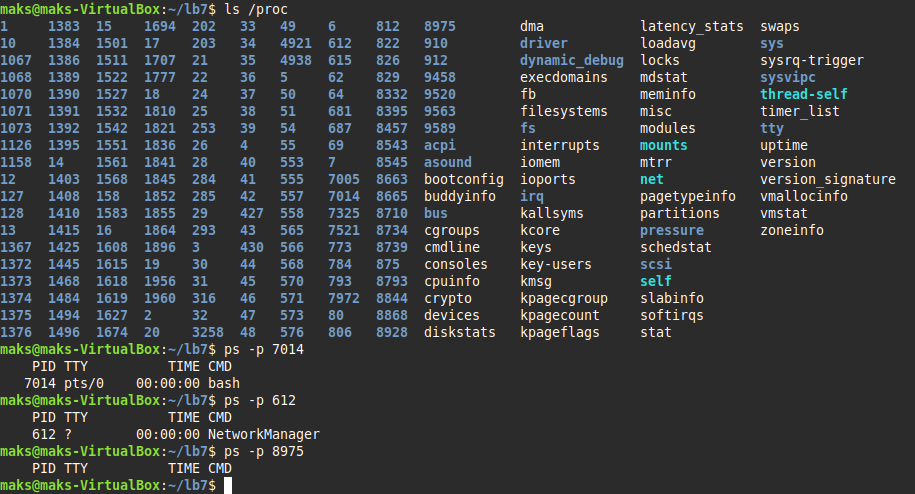 maks@maks-VirtualBox:~/lb7$ ls /proc
1     1383  15    1694  202   33   49    6     812   8975        dma            latency_stats  swaps
10    1384  1501  17    203   34   4921  612   822   910         driver         loadavg        sys
1067  1386  1511  1707  21    35   4938  615   826   912         dynamic_debug  locks          sysrq-trigger
1068  1389  1522  1777  22    36   5     62    829   9458        execdomains    mdstat         sysvipc
1070  1390  1527  18    24    37   50    64    8332  9520        fb             meminfo        thread-self
1071  1391  1532  1810  25    38   51    681   8395  9563        filesystems    misc           timer_list
1073  1392  1542  1821  253   39   54    687   8457  9589        fs             modules        tty
1126  1395  1551  1836  26    4    55    69    8543  acpi        interrupts     mounts         uptime
1158  14    1561  1841  28    40   553   7     8545  asound      iomem          mtrr           version
12    1403  1568  1845  284   41   555   7005  8663  bootconfig  ioports        net            version_signature
127   1408  158   1852  285   42   557   7014  8665  buddyinfo   irq            pagetypeinfo   vmallocinfo
128   1410  1583  1855  29    427  558   7325  8710  bus         kallsyms       partitions     vmstat
13    1415  16    1864  293   43   565   7521  8734  cgroups     kcore          pressure       zoneinfo
1367  1425  1608  1896  3     430  566   773   8739  cmdline     keys           schedstat
1372  1445  1615  19    30    44   568   784   875   consoles    key-users      scsi
1373  1468  1618  1956  31    45   570   793   8793  cpuinfo     kmsg           self
1374  1484  1619  1960  316   46   571   7972  8844  crypto      kpagecgroup    slabinfo
1375  1494  1627  2     32    47   573   80    8868  devices     kpagecount     softirqs
1376  1496  1674  20    3258  48   576   806   8928  diskstats   kpageflags     stat
maks@maks-VirtualBox:~/lb7$ ps -p 7014
    PID TTY          TIME CMD
   7014 pts/0    00:00:00 bash
maks@maks-VirtualBox:~/lb7$ ps -p 612
    PID TTY          TIME CMD
    612 ?        00:00:00 NetworkManager
maks@maks-VirtualBox:~/lb7$ ps -p 8975
    PID TTY          TIME CMD
maks@maks-VirtualBox:~/lb7$